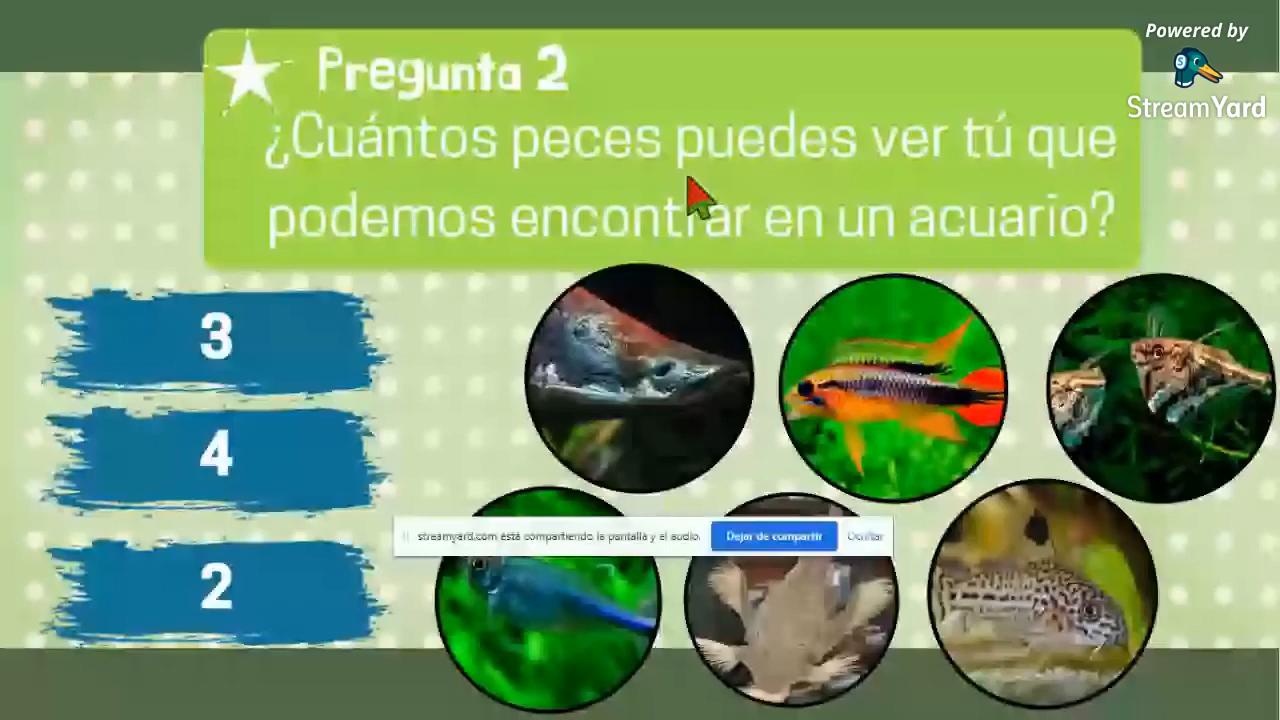 Powered by
StreamYard
Pregunta 2
¿Cuántos peces puedes ver tú que
podemos encontrar en un acuario?
3
4
2
streamyard.com está compartiendo la pantalla y el audio.
Dejar de compartir
Ocultar